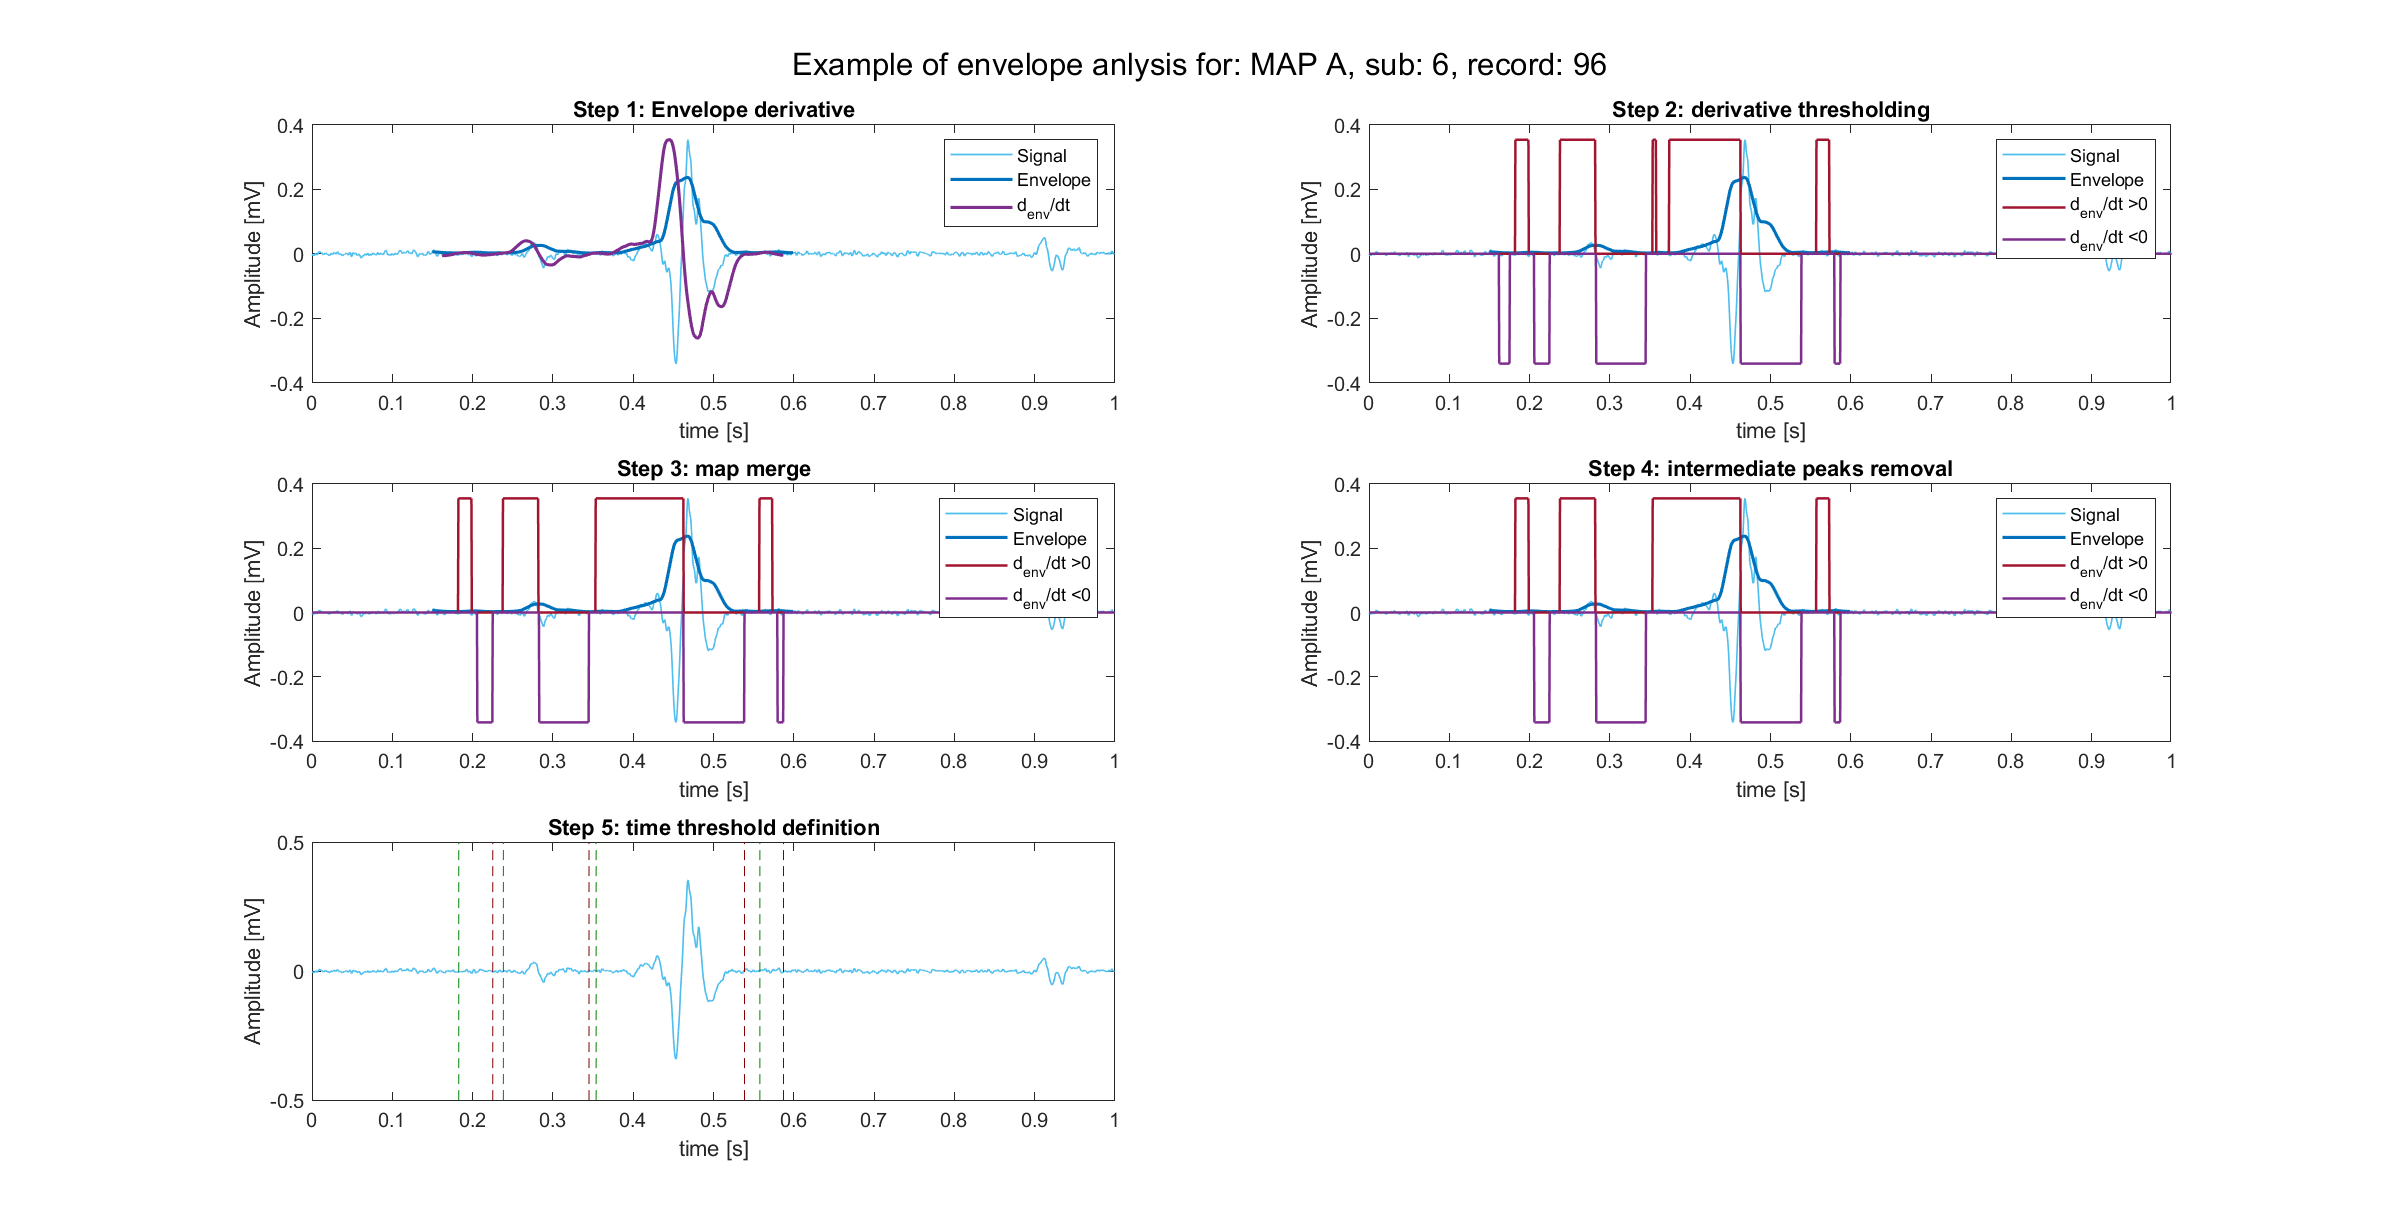 Example of envelope anlysis for: MAP A, sub: 6, record: 96
Step 1: Envelope derivative
0.4
0.2
0
-0.2
-0.4
Amplitude [mV]
0 0.1 0.2 0.3 0.4 0.5 0.6 0.7 0.8 0.9 1
time [s]
Signal
Envelope
d_env/dt
Step 2: derivative thresholding
0.4
0.2
0
-0.2
-0.4
Amplitude [mV]
0 0.1 0.2 0.3 0.4 0.5 0.6 0.7 0.8 0.9 1
time [s]
Signal
Envelope
d_env/dt >0
d_env/dt <0
Step 3: map merge
0.4
0.2
0
-0.2
-0.4
Amplitude [mV]
0 0.1 0.2 0.3 0.4 0.5 0.6 0.7 0.8 0.9 1
time [s]
Signal
Envelope
d_env/dt >0
d_env/dt <0
Step 4: intermediate peaks removal
0.4
0.2
0
-0.2
-0.4
Amplitude [mV]
0 0.1 0.2 0.3 0.4 0.5 0.6 0.7 0.8 0.9 1
time [s]
Signal
Envelope
d_env/dt >0
d_env/dt <0
Step 5: time threshold definition
0.5
0
-0.5
Amplitude [mV]
0 0.1 0.2 0.3 0.4 0.5 0.6 0.7 0.8 0.9 1
time [s]